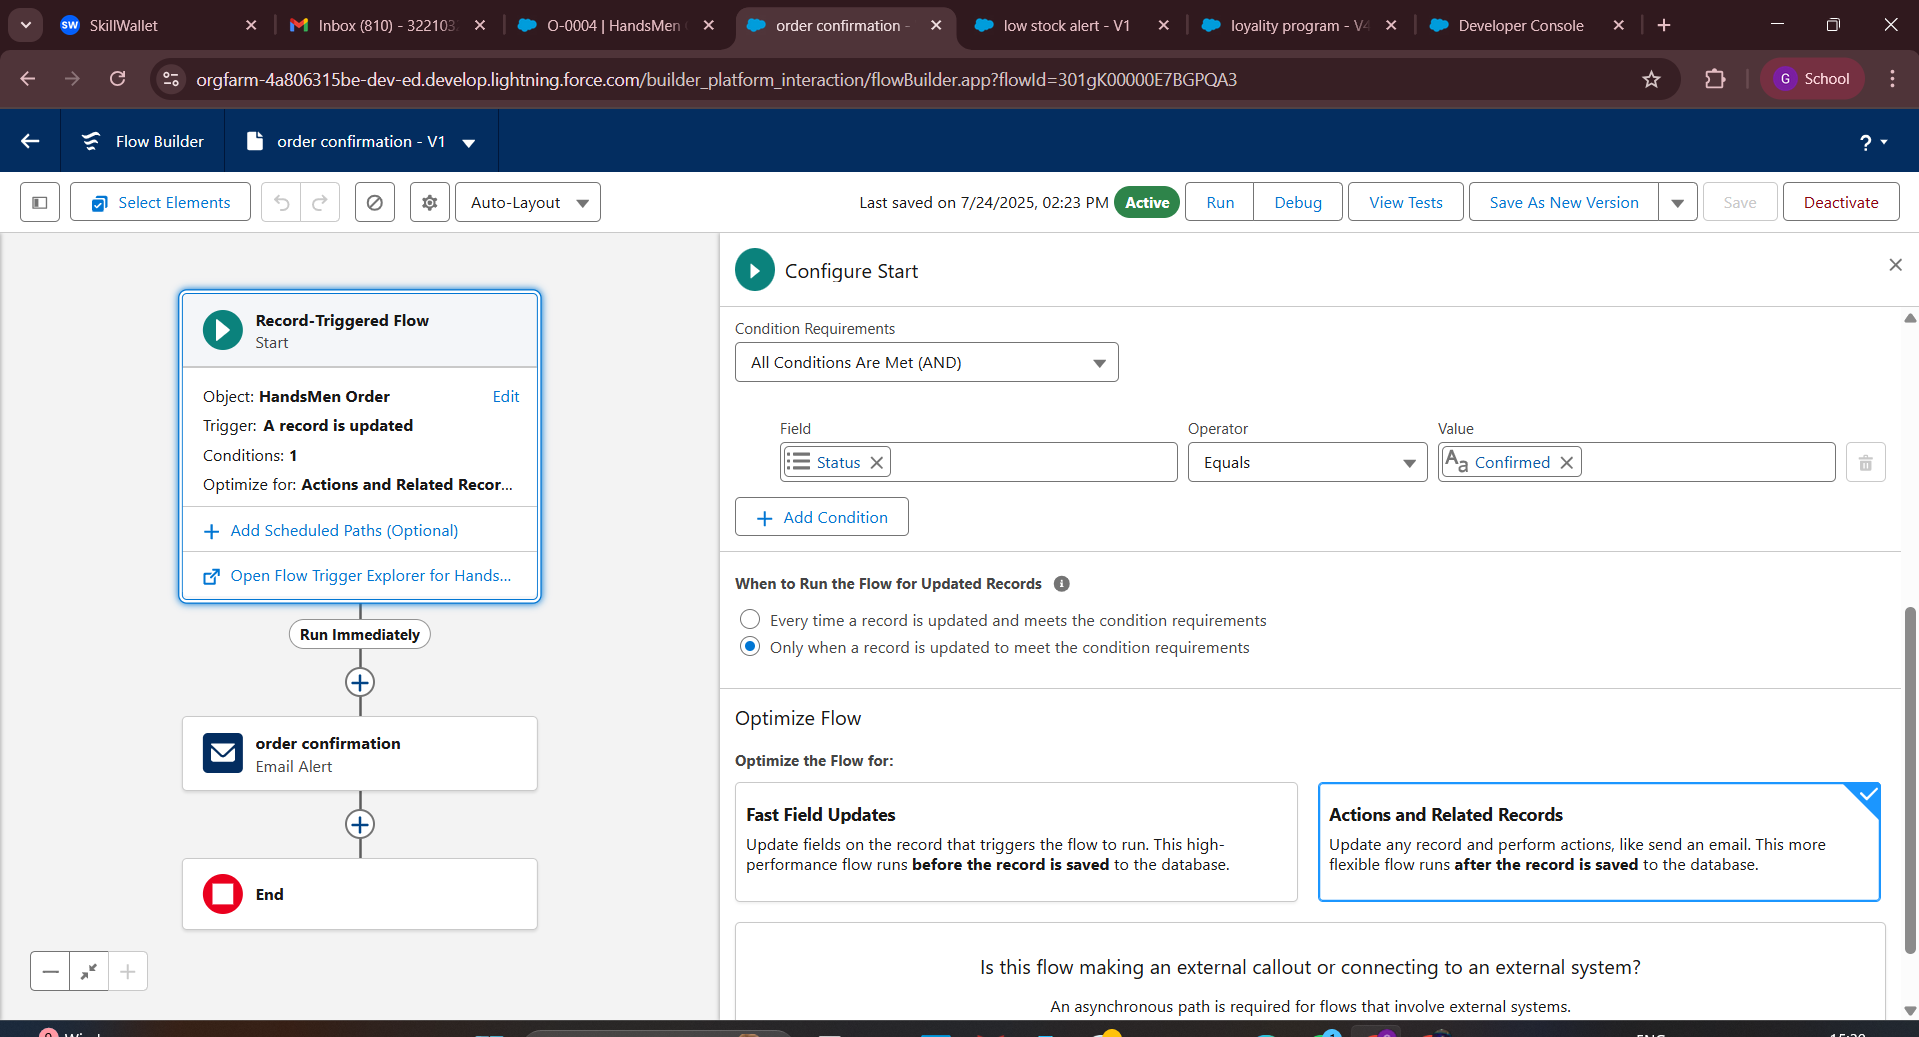 SkillWallet
Inbox (810) - 322103
O-0004 | HandsMen
order confirmation -
low stock alert - V1
loyality program - V4
Developer Console
orgfarm-4a806315be-dev-ed.develop.lightning.force.com/builder_platform_interaction/flowBuilder.app?flowId=301gK00000E7BGPQA3
G School
Flow Builder
order confirmation - V1
?
Select Elements
Auto-Layout
Last saved on 7/24/2025, 02:23 PM
Active
Run
Debug
View Tests
Save As New Version
Save
Deactivate
Record-Triggered Flow
Start
Object: HandsMen Order
Edit
Trigger: A record is updated
Conditions: 1
Optimize for: Actions and Related Recor...
Add Scheduled Paths (Optional)
Open Flow Trigger Explorer for Hands...
Run Immediately
order confirmation
Email Alert
End
Configure Start
Condition Requirements
All Conditions Are Met (AND)
Field
Operator
Value
Status
Equals
Aa Confirmed
Add Condition
When to Run the Flow for Updated Records
Every time a record is updated and meets the condition requirements
Only when a record is updated to meet the condition requirements
Optimize Flow
Optimize the Flow for:
Fast Field Updates
Update fields on the record that triggers the flow to run. This high-
performance flow runs before the record is saved to the database.
Actions and Related Records
Update any record and perform actions, like send an email. This more
flexible flow runs after the record is saved to the database.
Is this flow making an external callout or connecting to an external system?
An asynchronous path is required for flows that involve external systems.